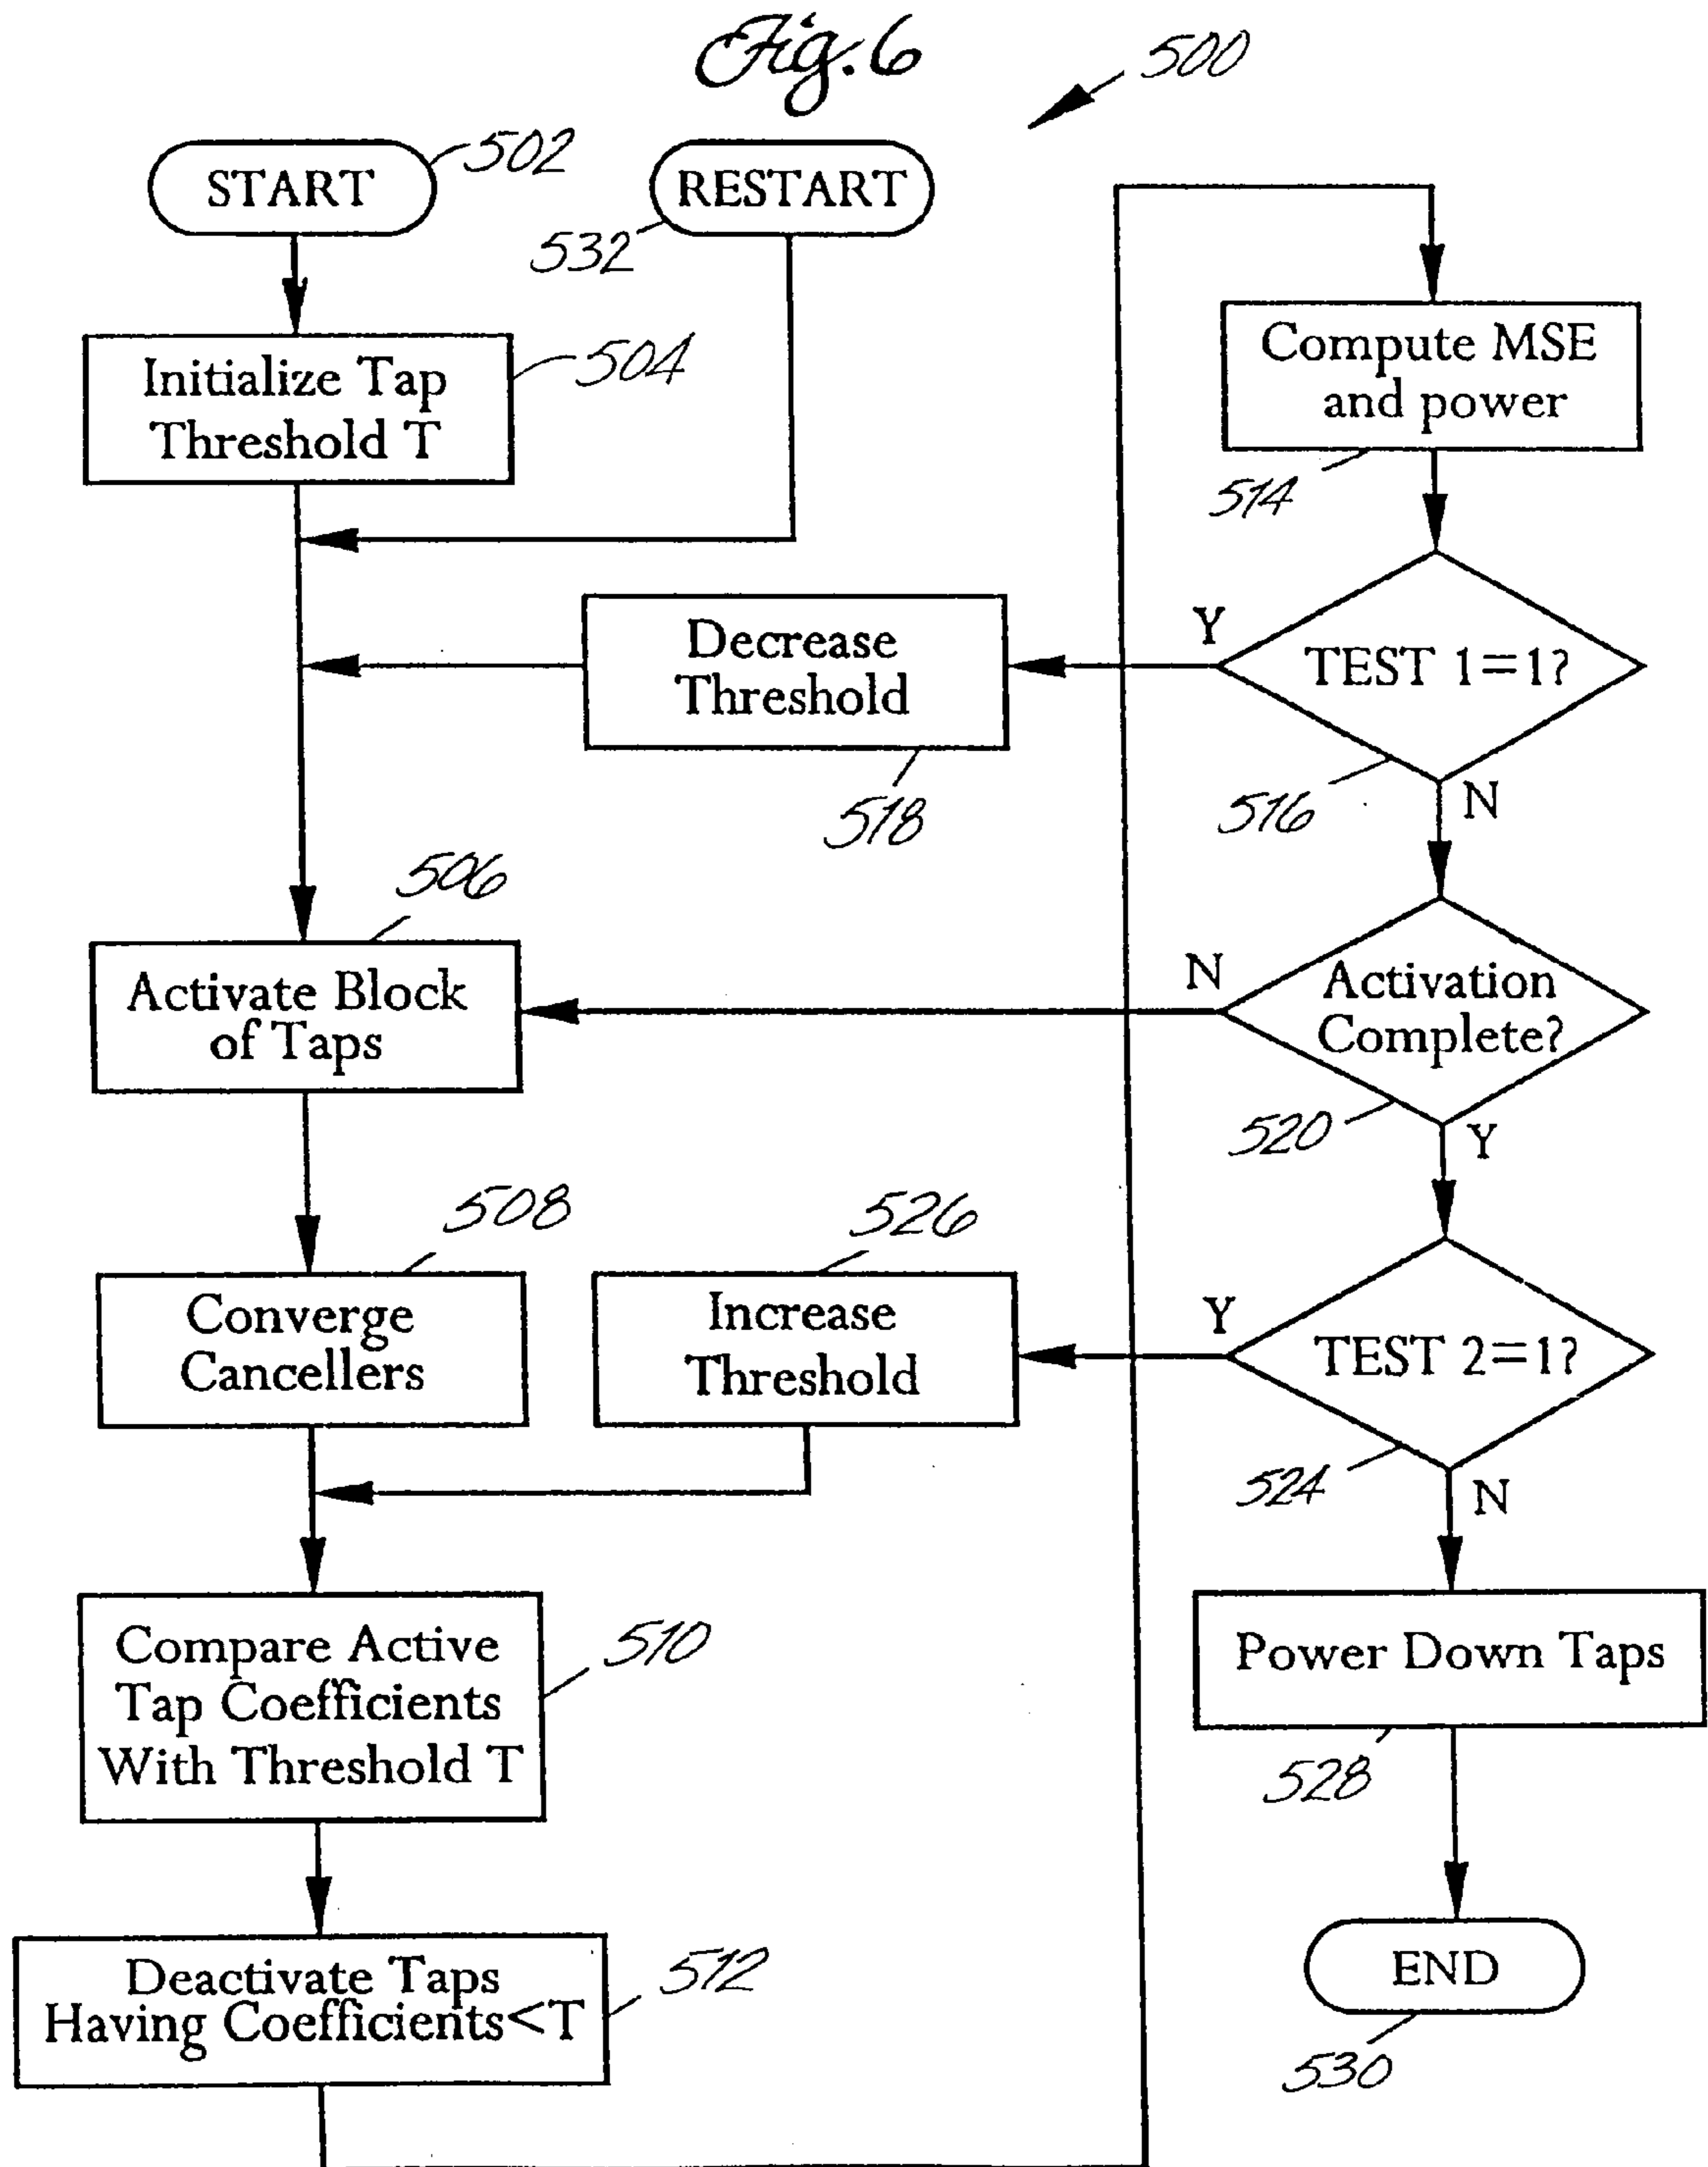 Fig. 6
500
START
502
RESTART
532
Initialize Tap
Threshold T
504
Compute MSE
and power
514
Decrease
Threshold
518
Y
TEST 1=1?
516
N
506
Activate Block
of Taps
N
Activation
Complete?
520
Y
508
Converge
Cancellers
526
Increase
Threshold
Y
TEST 2=1?
524
N
Compare Active
Tap Coefficients
With Threshold T
510
Power Down Taps
528
Deactivate Taps
Having Coefficients<T
512
END
530